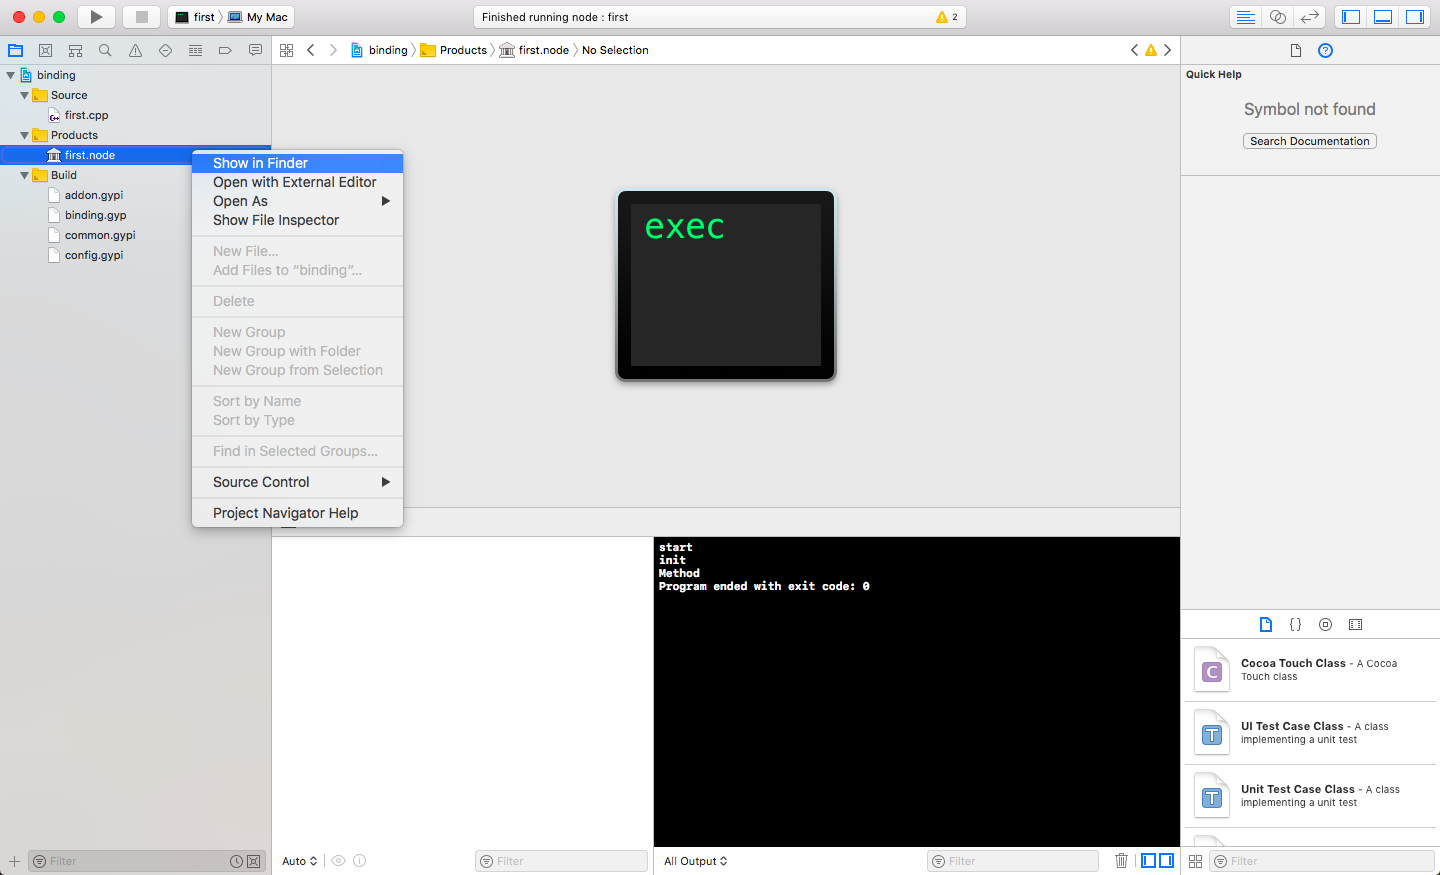 first
My Mac
Finished running node : first
2
binding
Products
first.node
No Selection
binding
Source
first.cpp
Products
first.node
Build
addon.gypi
binding.gyp
common.gypi
config.gypi
Show in Finder
Open with External Editor
Open As
Show File Inspector
New File...
Add Files to “binding”...
Delete
New Group
New Group with Folder
New Group from Selection
Sort by Name
Sort by Type
Find in Selected Groups...
Source Control
Project Navigator Help
exec
start
init
Method
Program ended with exit code: 0
Quick Help
Symbol not found
Search Documentation
{}
C
Cocoa Touch Class - A Cocoa
Touch class
T
UI Test Case Class - A class
implementing a unit test
T
Unit Test Case Class - A class
implementing a unit test
Filter
Auto
Filter
All Output
Filter
Filter